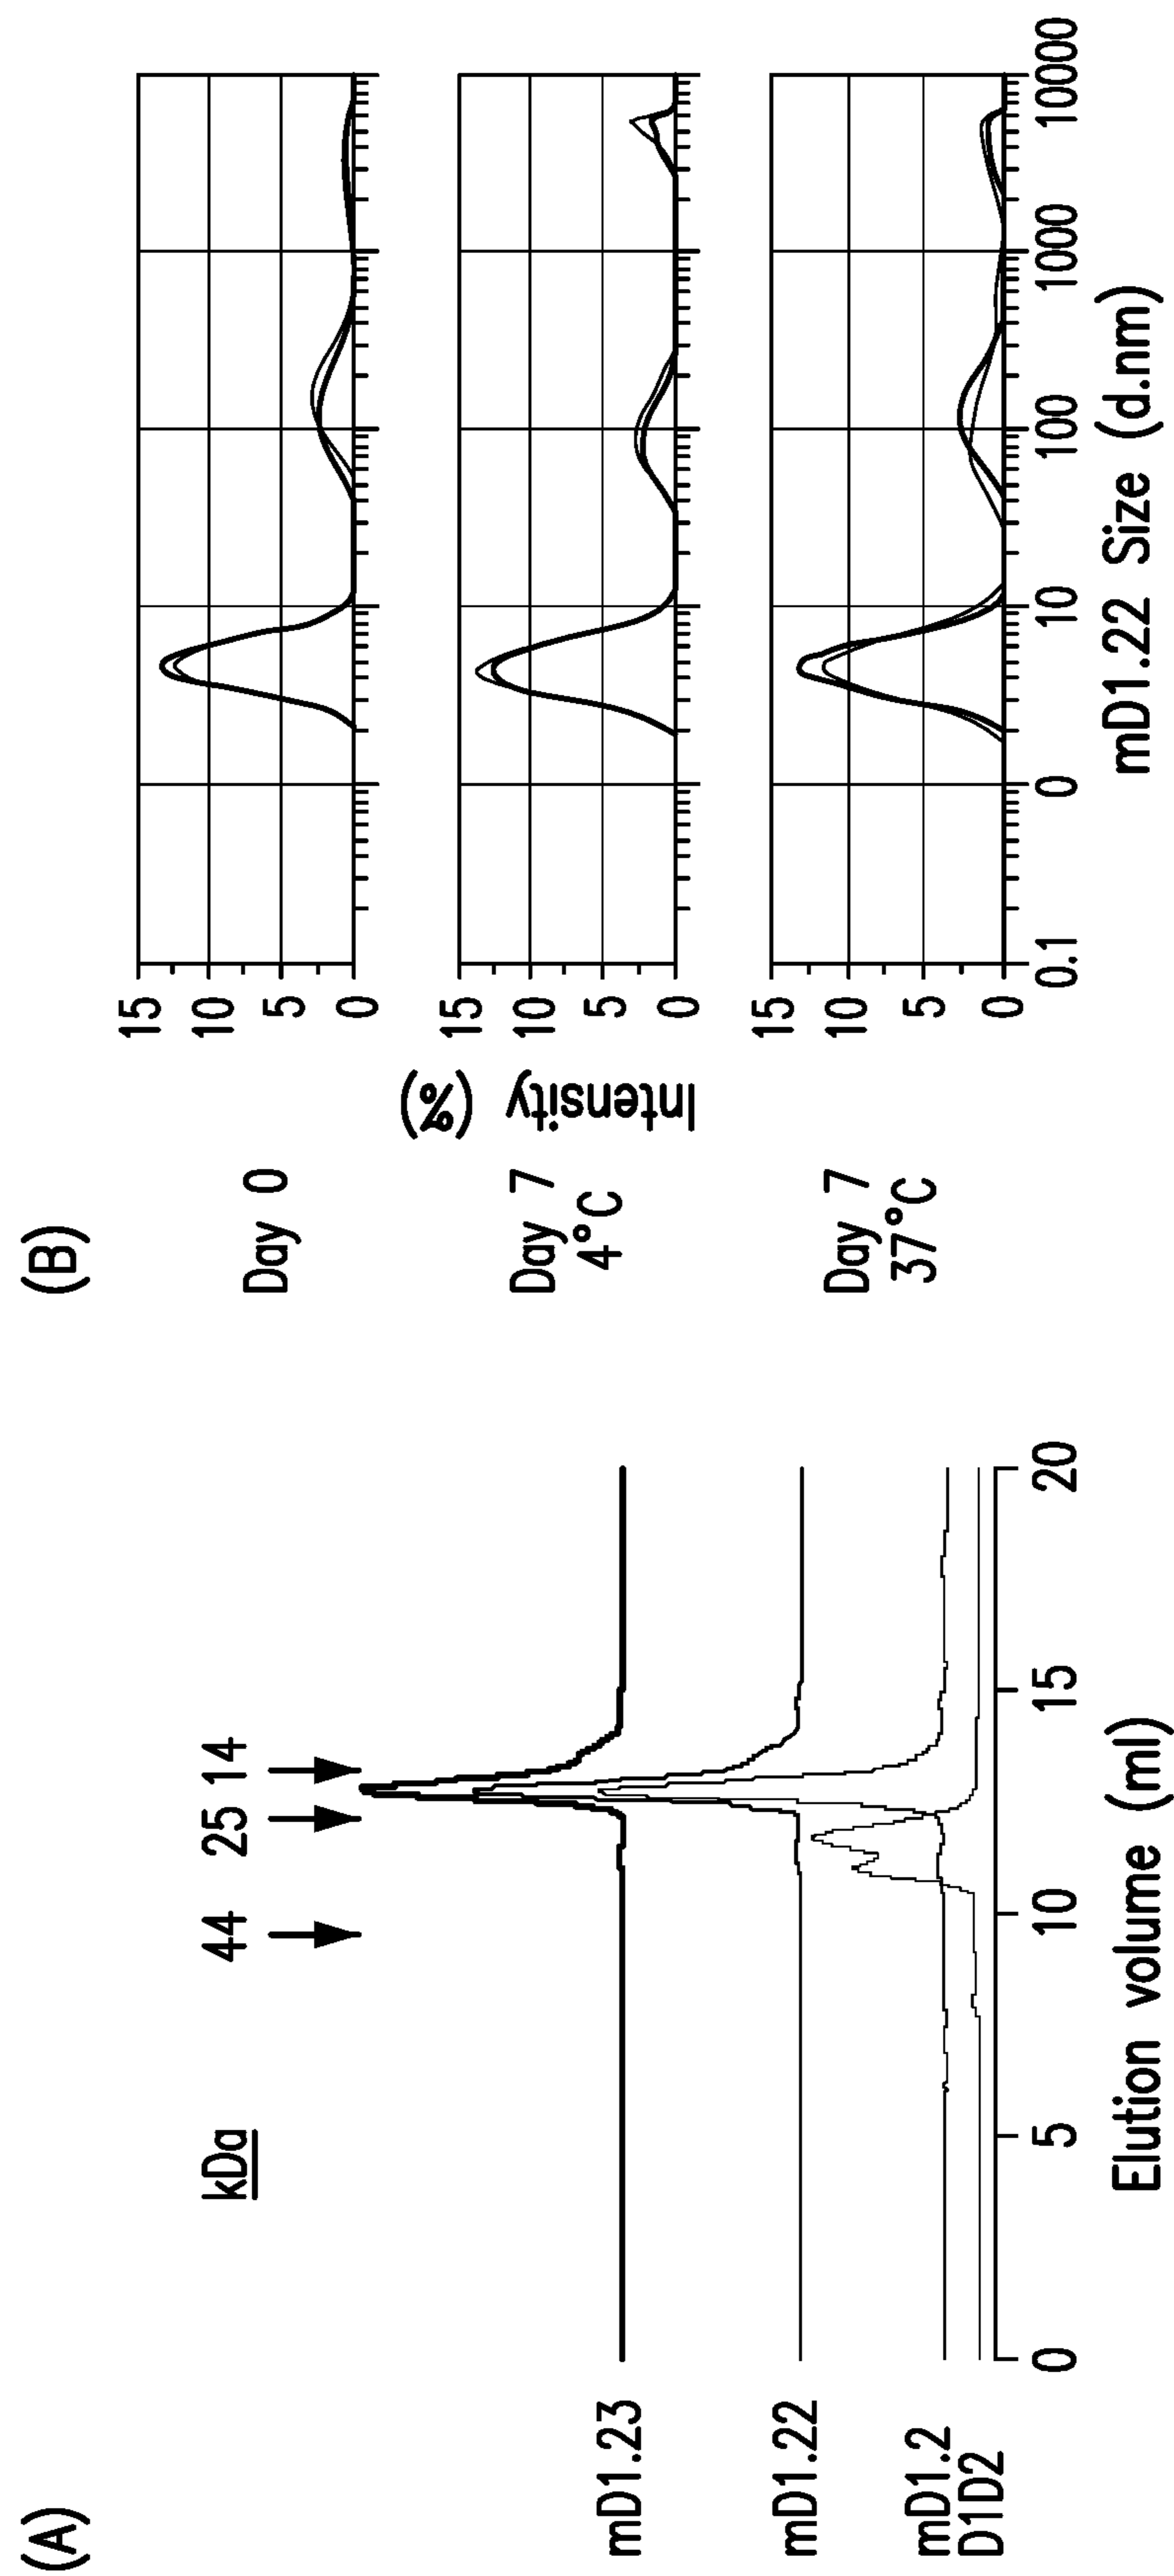 (A)
kDa
44 25 14
mD1.23
mD1.22
mD1.2
D1D2
0 5 10 15 20
Elution volume (ml)
(B)
Day 0
Day 7
4°C
Day 7
37°C
Intensity (%)
15
10
5
0
15
10
5
0
15
10
5
0
0.1 0 10 100 1000 10000
mD1.22 Size (d.nm)